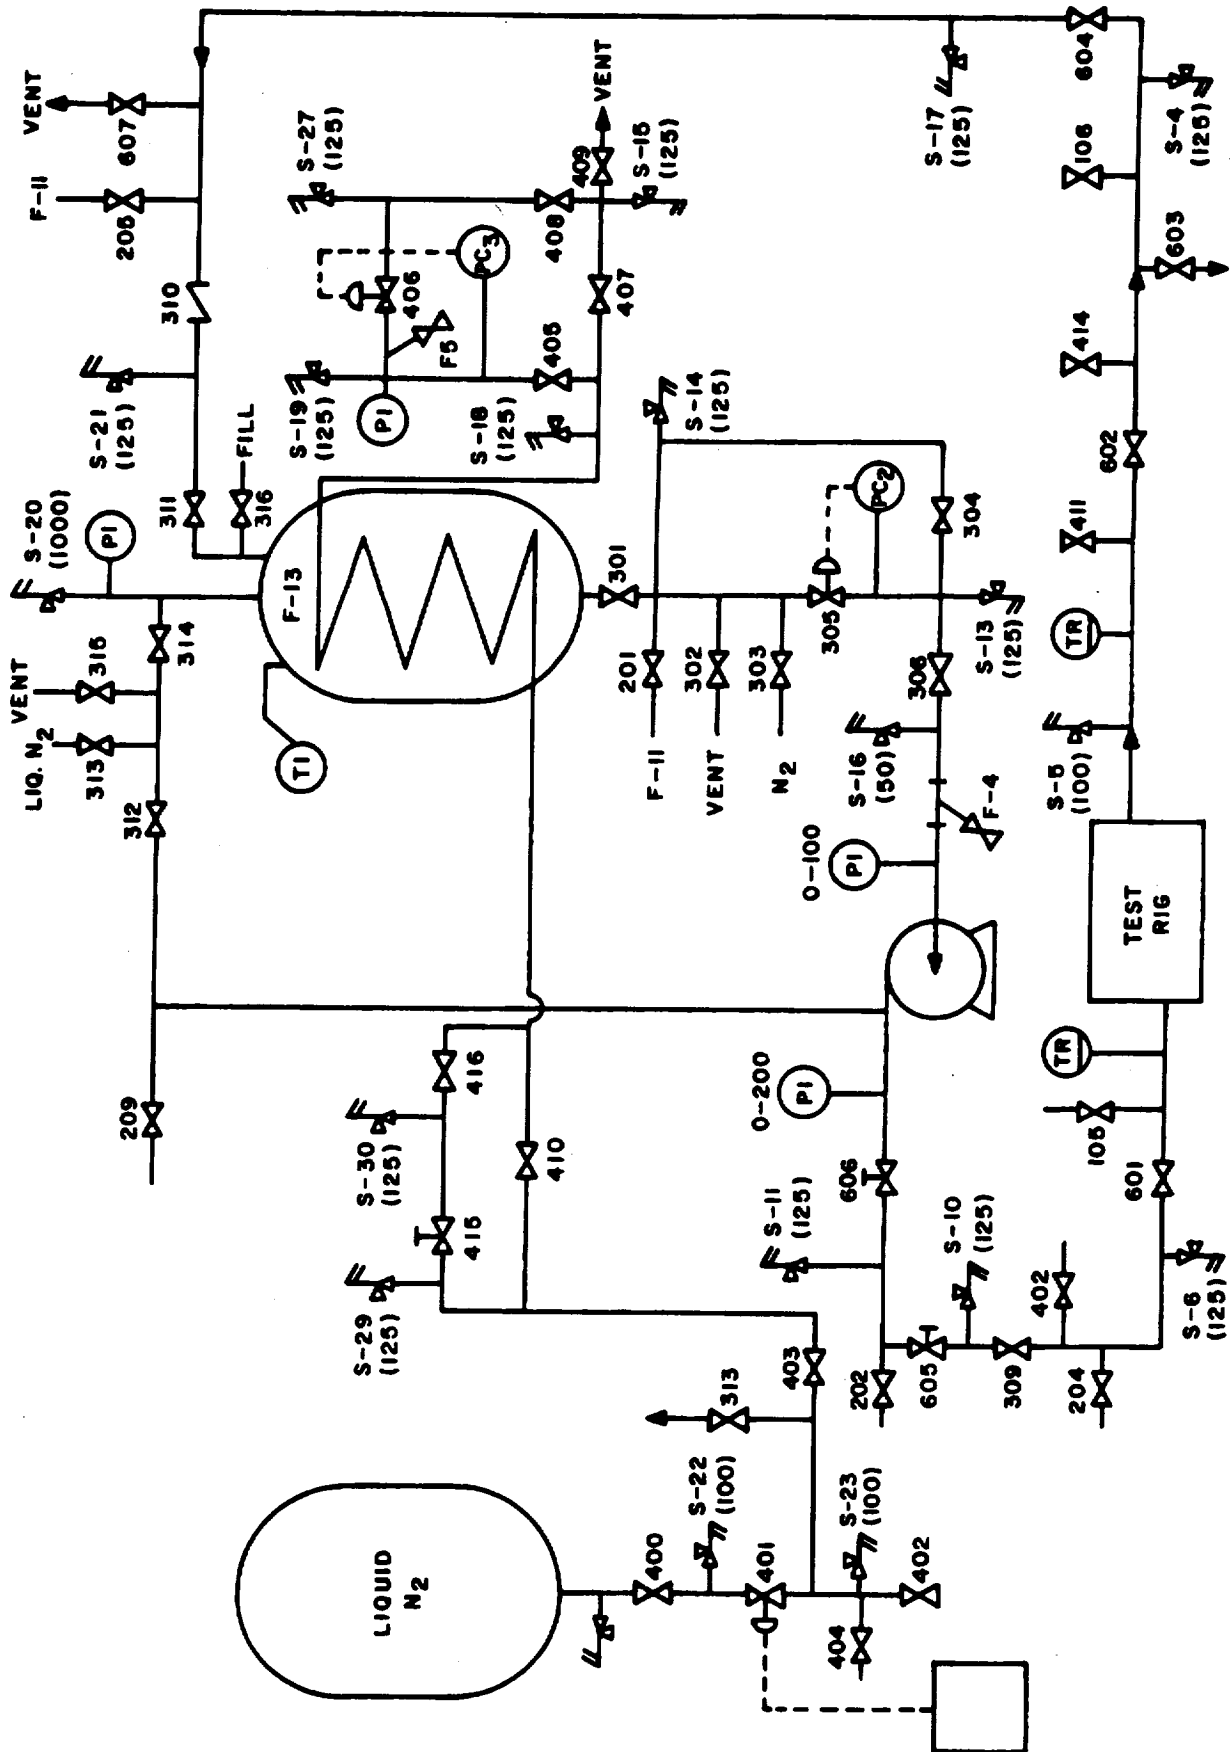 LIQUID
N2
400
S-22
(100)
401
404
S-23
(100)
402
313
403
S-29
(125)
415
S-30
(125)
416
410
209
312
LIQ. N2
313
VENT
315
314
S-20
(1000)
PI
TI
F-13
311
316
FILL
S-21
(125)
310
F-11
205
VENT
607
S-19
(125)
PI
S-18
(125)
F5
406
405
PC3
S-27
(125)
408
407
409
VENT
S-15
(125)
301
F-11
201
VENT
302
N2
303
S-14
(125)
305
PC2
304
306
S-13
(125)
S-16
(50)
F-4
0-100
PI
0-200
PI
606
S-11
(125)
202
605
S-10
(125)
309
402
204
S-6
(125)
601
105
TR
TEST
RIG
S-5
(100)
TR
411
602
414
603
106
S-4
(125)
604
S-17
(125)